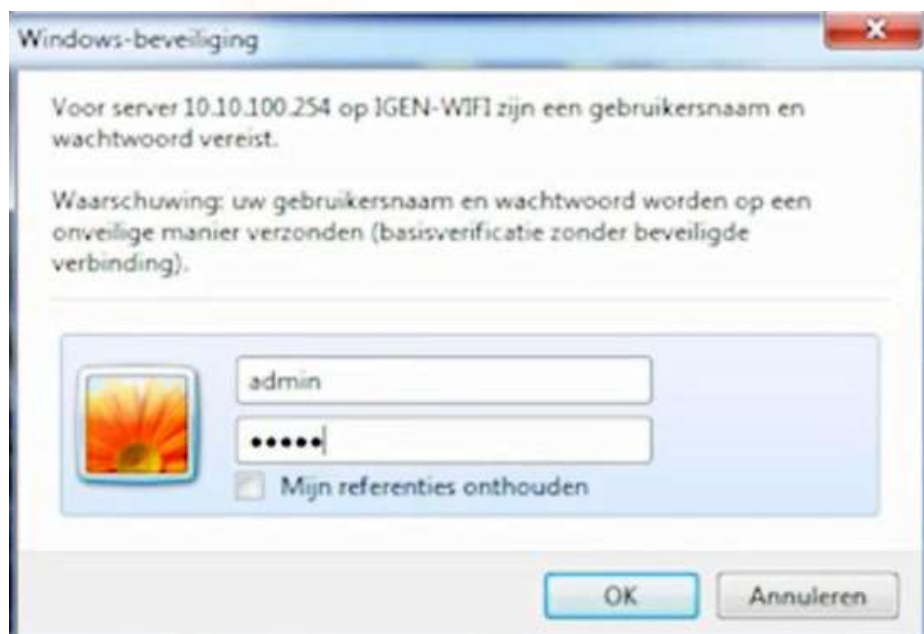 Windows-beveiliging
Voor server 10.10.100.254 op IGEN-WIFI zijn een gebruikersnaam en
wachtwoord vereist.
Waarschuwing: uw gebruikersnaam en wachtwoord worden op een
onveilige manier verzonden (basisverificatie zonder beveiligde
verbinding).
admin
•••••
Mijn referenties onthouden
OK
Annuleren